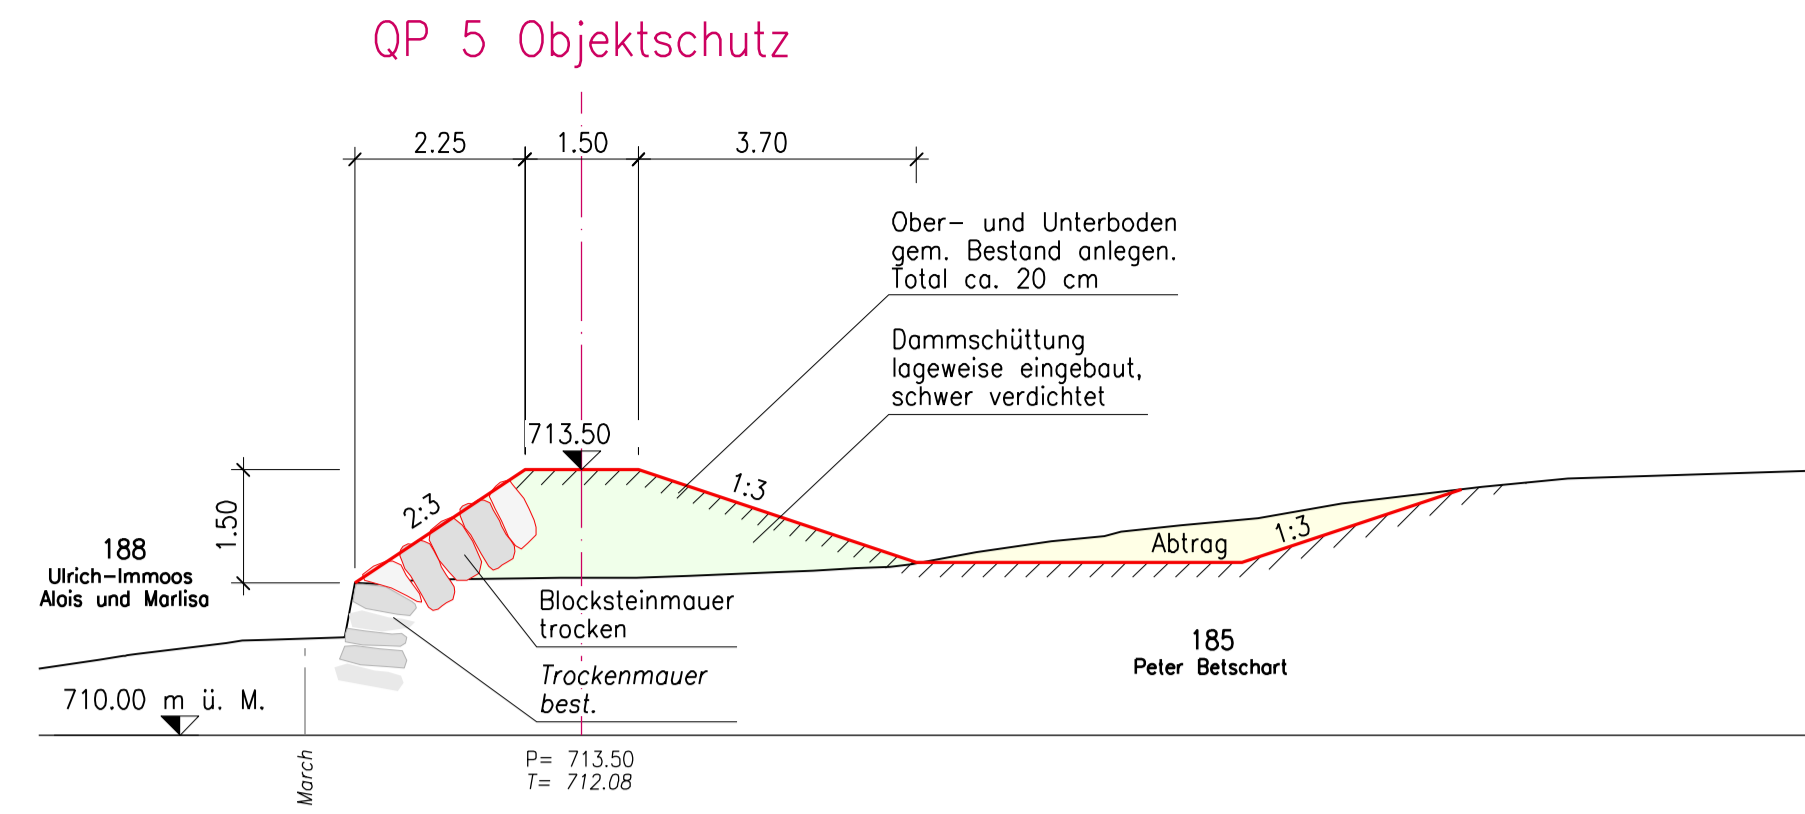 QP 5 Objektschutz
2.25
1.50
3.70
Ober- und Unterboden
gem. Bestand anlegen.
Total ca. 20 cm
Dammschüttung
lageweise eingebaut,
schwer verdichtet
713.50
1:3
2:3
1.50
1:3
Abtrag
188
Ulrich-Immoos
Alois und Marlisa
Blocksteinmauer
trocken
185
Peter Betschart
Trockenmauer
best.
710.00 m ü. M.
March
P= 713.50
T= 712.08